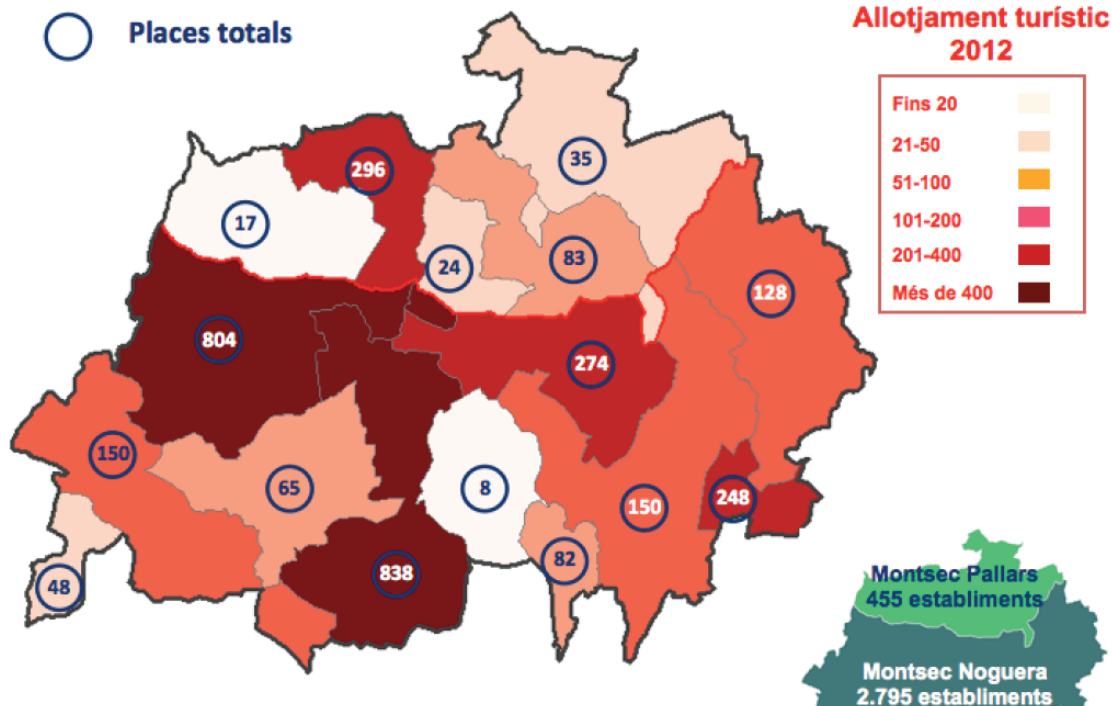 Places totals
Allotjament turístic
2012
Fins 20
21-50
51-100
101-200
201-400
Més de 400
35
296
17
83
24
128
804
274
150
65
8
150
248
82
838
48
Montsec Pallars
455 establiments
Montsec Noguera
2.795 establiments